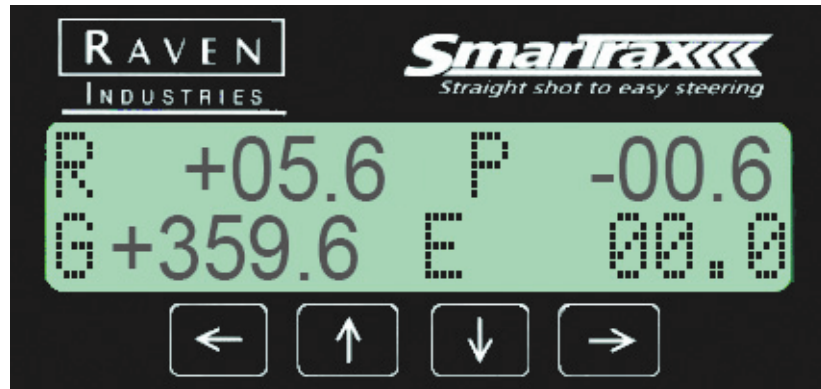 RAVEN
INDUSTRIES
SmarTrax
Straight shot to easy steering
R +05.6 P -00.6
G +359.6 E 00.0